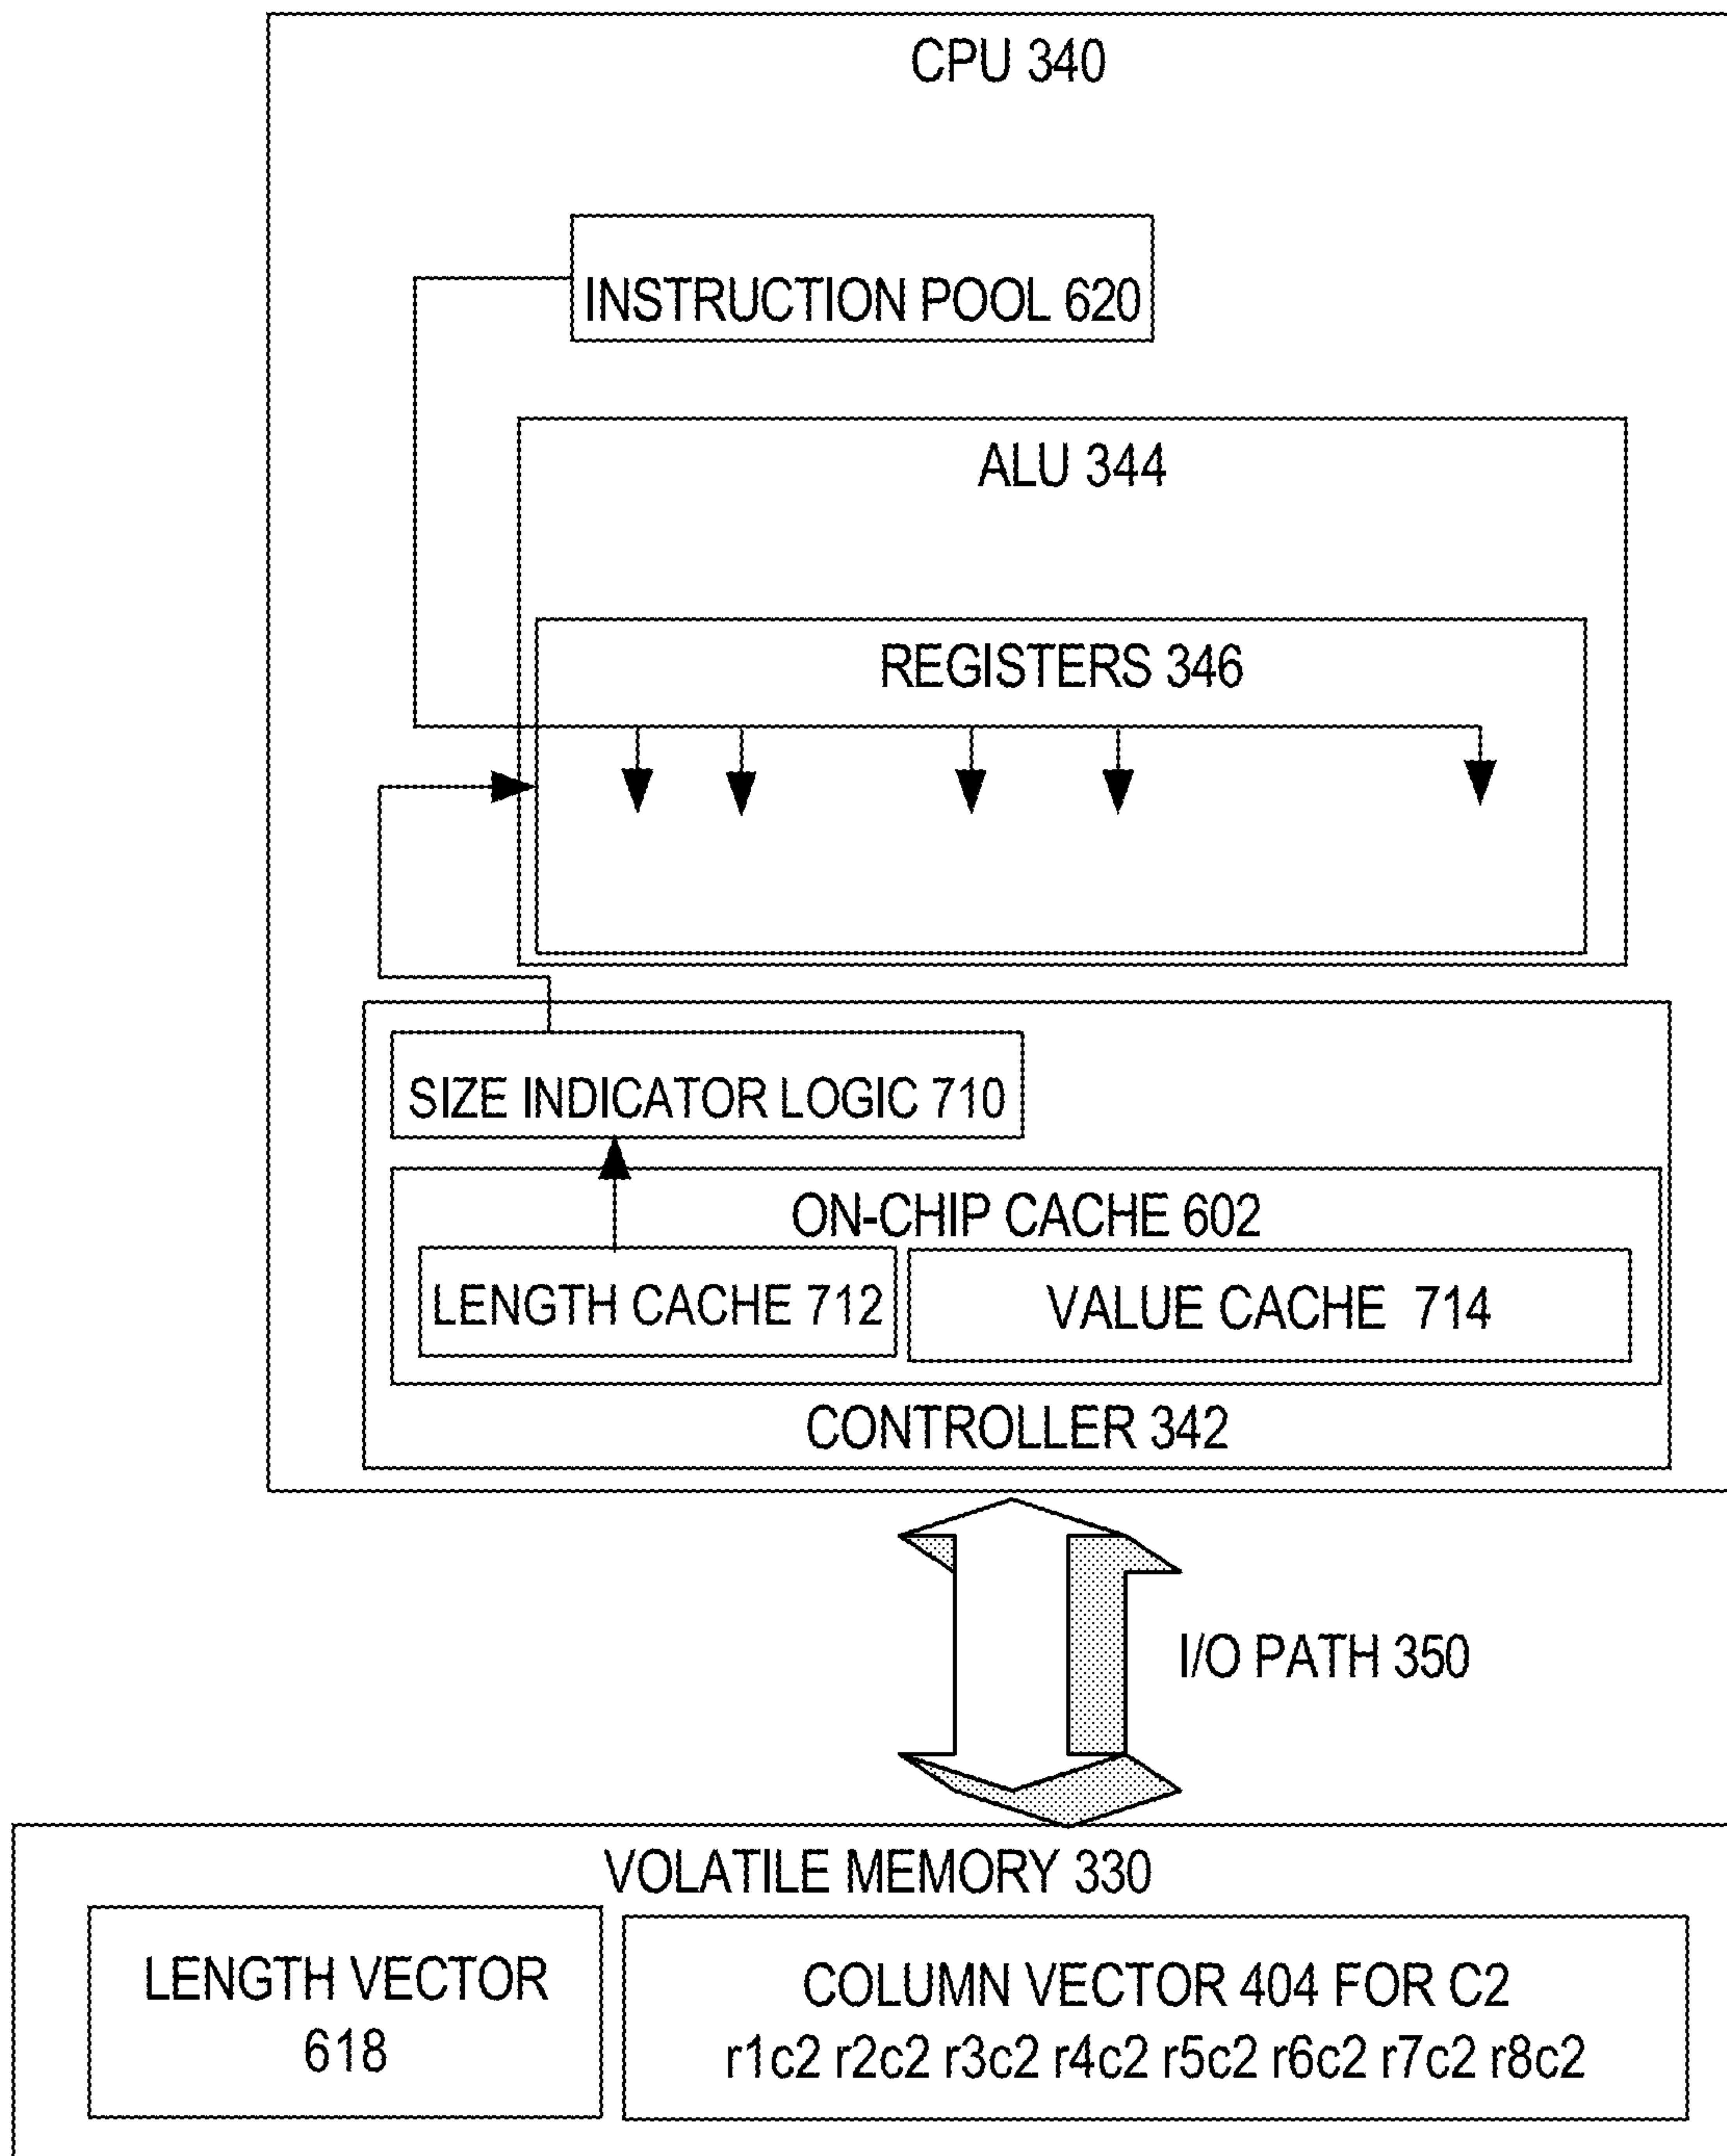 CPU 340
INSTRUCTION POOL 620
ALU 344
REGISTERS 346
SIZE INDICATOR LOGIC 710
ON-CHIP CACHE 602
LENGTH CACHE 712
VALUE CACHE 714
CONTROLLER 342
I/O PATH 350
VOLATILE MEMORY 330
LENGTH VECTOR
618
COLUMN VECTOR 404 FOR C2
r1c2 r2c2 r3c2 r4c2 r5c2 r6c2 r7c2 r8c2